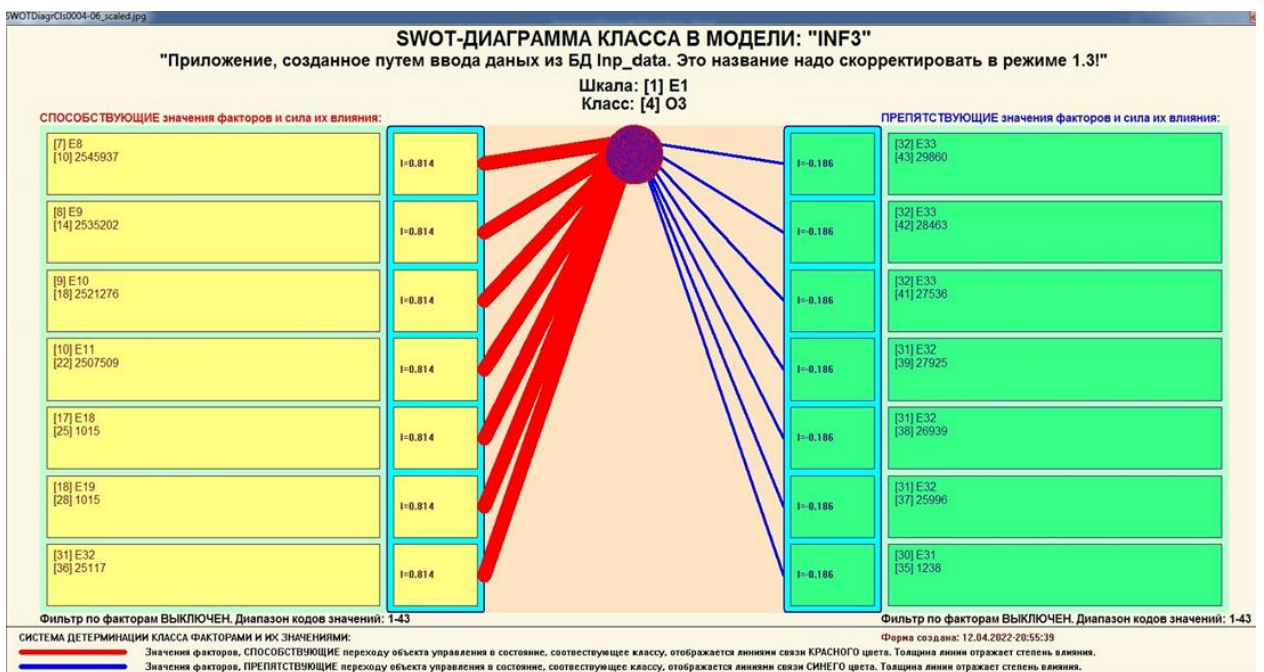 SWOTDiagrCls0004-06_scaled.jpg
SWOT-ДИАГРАММА КЛАССА В МОДЕЛИ: "INF3"
"Приложение, созданное путем ввода даных из БД Inp_data. Это название надо скорректировать в режиме 1.3!"
Шкала: [1] E1
Класс: [4] O3
СПОСОБСТВУЮЩИЕ значения факторов и сила их влияния:
[7] E8
[10] 2545937
I=0.814
[8] E9
[14] 2535202
I=0.814
[9] E10
[18] 2521276
I=0.814
[10] E11
[22] 2507509
I=0.814
[17] E18
[25] 1015
I=0.814
[18] E19
[28] 1015
I=0.814
[31] E32
[36] 25117
I=0.814
Фильтр по факторам ВЫКЛЮЧЕН. Диапазон кодов значений: 1-43
ПРЕПЯТСТВУЮЩИЕ значения факторов и сила их влияния:
I=-0.186
[32] E33
[43] 29860
I=-0.186
[32] E33
[42] 28463
I=-0.186
[32] E33
[41] 27536
I=-0.186
[31] E32
[39] 27925
I=-0.186
[31] E32
[38] 26939
I=-0.186
[31] E32
[37] 25996
I=-0.186
[30] E31
[35] 1238
Фильтр по факторам ВЫКЛЮЧЕН. Диапазон кодов значений: 1-43
СИСТЕМА ДЕТЕРМИНАЦИИ КЛАССА ФАКТОРАМИ И ИХ ЗНАЧЕНИЯМИ:
Форма создана: 12.04.2022-20:55:39
Значения факторов, СПОСОБСТВУЮЩИЕ переходу объекта управления в состояние, соотвествующее классу, отображается линиями связи КРАСНОГО цвета. Толщина линии отражает степень влияния.
Значения факторов, ПРЕПЯТСТВУЮЩИЕ переходу объекта управления в состояние, соотвествующее классу, отображается линиями связи СИНЕГО цвета. Толщина линии отражает степень влияния.